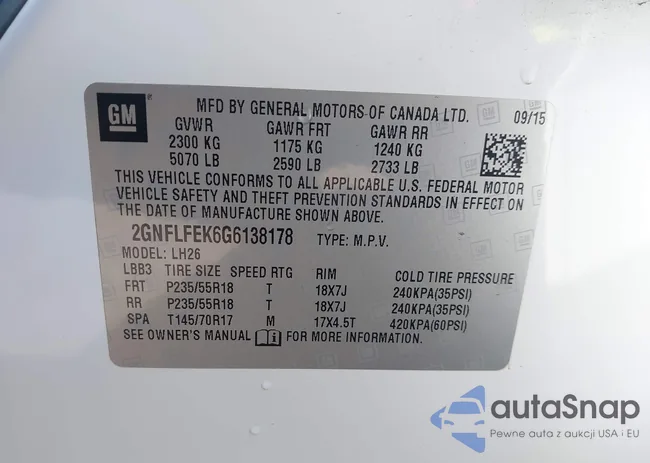 GM
MFD BY GENERAL MOTORS OF CANADA LTD. 09/15
GVWR GAWR FRT GAWR RR
2300 KG 1175 KG 1240 KG
5070 LB 2590 LB 2733 LB
THIS VEHICLE CONFORMS TO ALL APPLICABLE U.S. FEDERAL MOTOR
VEHICLE SAFETY AND THEFT PREVENTION STANDARDS IN EFFECT ON
THE DATE OF MANUFACTURE SHOWN ABOVE.
2GNFLFEK6G6138178 TYPE: M.P.V.
MODEL: LH26
LBB3 TIRE SIZE SPEED RTG RIM COLD TIRE PRESSURE
FRT P235/55R18 T 18X7J 240KPA(35PSI)
RR P235/55R18 T 18X7J 240KPA(35PSI)
SPA T145/70R17 M 17X4.5T 420KPA(60PSI)
SEE OWNER'S MANUAL i FOR MORE INFORMATION.
autaSnap
Pewne auta z aukcji USA i EU